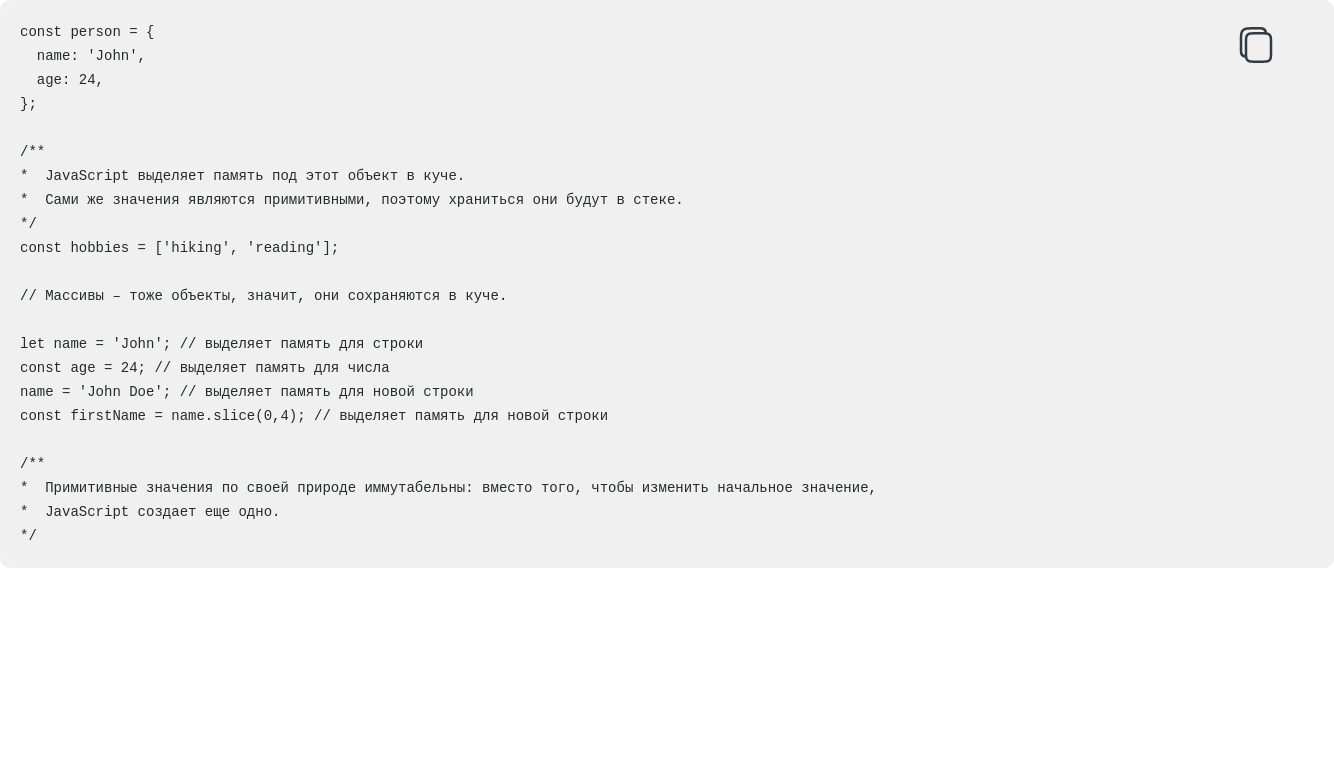 const person = {
  name: 'John',
  age: 24,
};

/**
*  JavaScript выделяет память под этот объект в куче.
*  Сами же значения являются примитивными, поэтому храниться они будут в стеке.
*/
const hobbies = ['hiking', 'reading'];

// Массивы – тоже объекты, значит, они сохраняются в куче.

let name = 'John'; // выделяет память для строки
const age = 24; // выделяет память для числа
name = 'John Doe'; // выделяет память для новой строки
const firstName = name.slice(0,4); // выделяет память для новой строки

/**
*  Примитивные значения по своей природе иммутабельны: вместо того, чтобы изменить начальное значение,
*  JavaScript создает еще одно.
*/